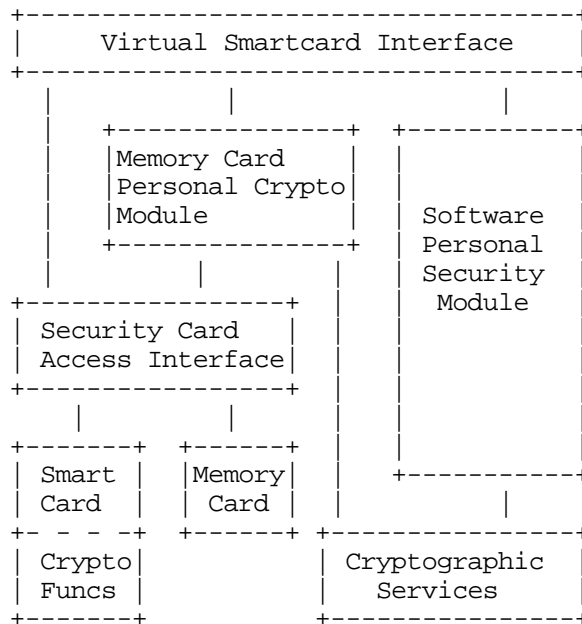 Virtual Smartcard Interface
Memory Card
Personal Crypto
Module
Software
Personal
Security
Module
Security Card
Access Interface
Smart
Card
Memory
Card
Crypto
Funcs
Cryptographic
Services